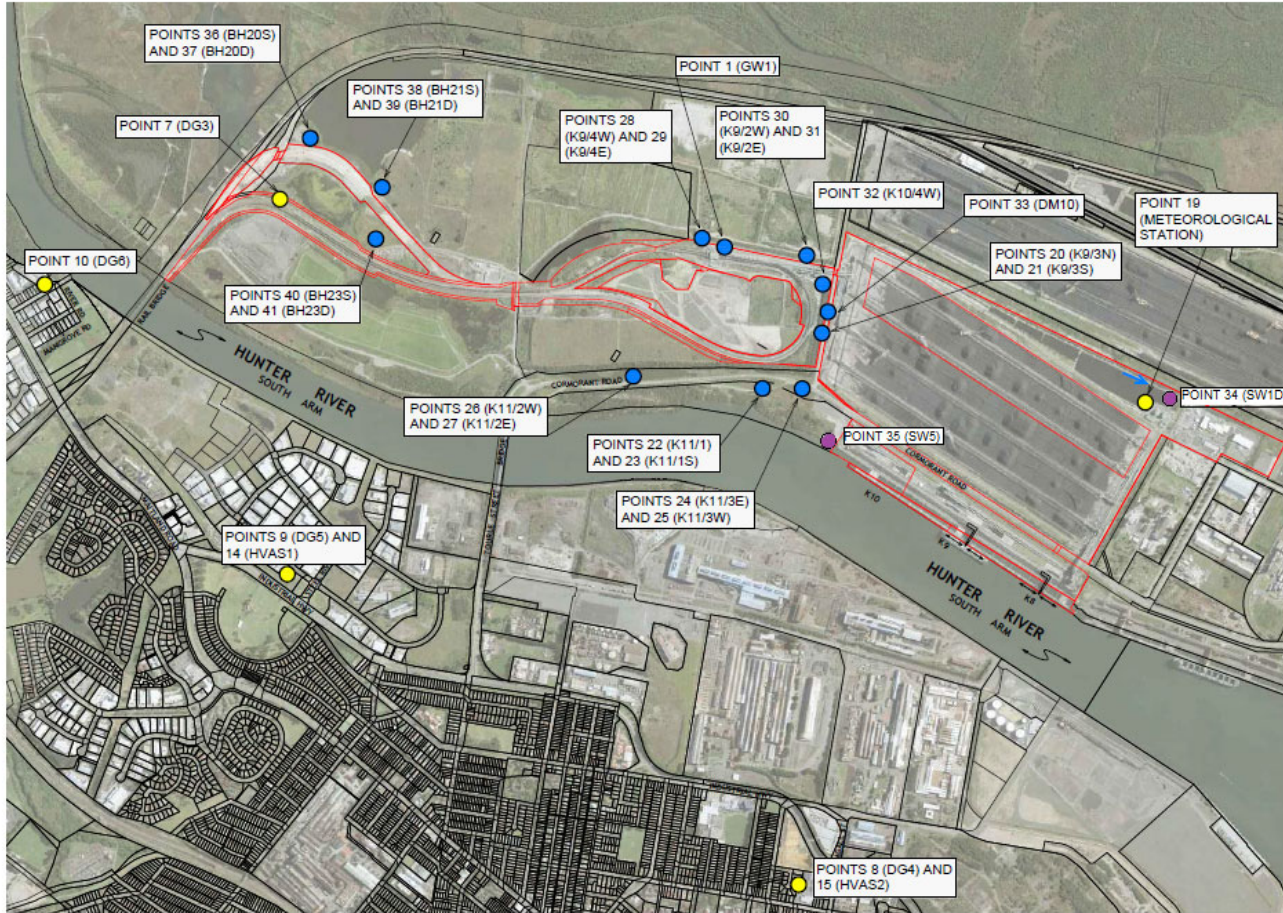 POINTS 36 (BH20S)
AND 37 (BH20D)
POINT 1 (GW1)
POINTS 38 (BH21S)
AND 39 (BH21D)
POINT 7 (DG3)
POINTS 28
(K9/4W) AND 29
(K9/4E)
POINTS 30
(K9/2W) AND 31
(K9/2E)
POINT 32 (K10/4W)
POINT 33 (DM10)
POINT 19
(METEOROLOGICAL
STATION)
POINTS 20 (K9/3N)
AND 21 (K9/3S)
POINT 10 (DG6)
POINTS 40 (BH23S)
AND 41 (BH23D)
RAIL BRIDGE
HUNTER RIVER
SOUTH ARM
CORMORANT ROAD
POINTS 26 (K11/2W)
AND 27 (K11/2E)
POINTS 22 (K11/1)
AND 23 (K11/1S)
POINTS 24 (K11/3E)
AND 25 (K11/3W)
POINT 34 (SW1D
POINT 35 (SW5)
CORMORANT ROAD
K10
K9
K8
HUNTER RIVER
SOUTH ARM
MAITLAND ROAD
POINTS 9 (DG5) AND
14 (HVAS1)
INDUSTRIAL HWY
POINTS 8 (DG4) AND
15 (HVAS2)